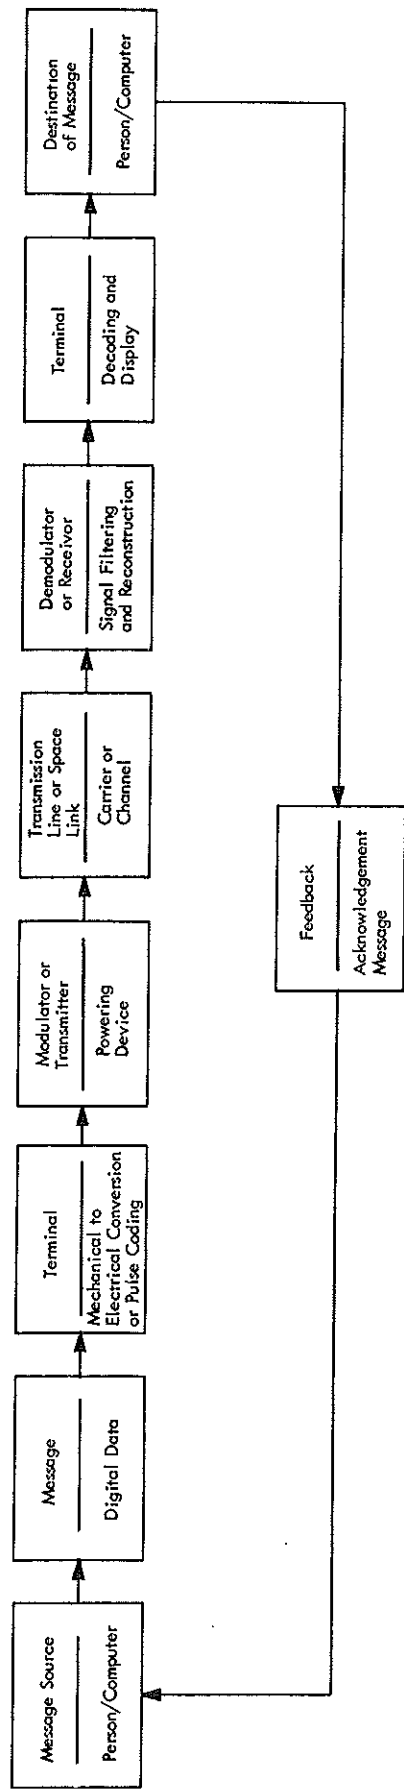 Message Source
Person/Computer
Message
Digital Data
Terminal
Mechanical to
Electrical Conversion
or Pulse Coding
Modulator or
Transmitter
Powering
Device
Transmission
Line or Space
Link
Carrier or
Channel
Demodulator
or Receivor
Signal Filtering
and Reconstruction
Terminal
Decoding and
Display
Destination
of Message
Person/Computer
Feedback
Acknowledgement
Message